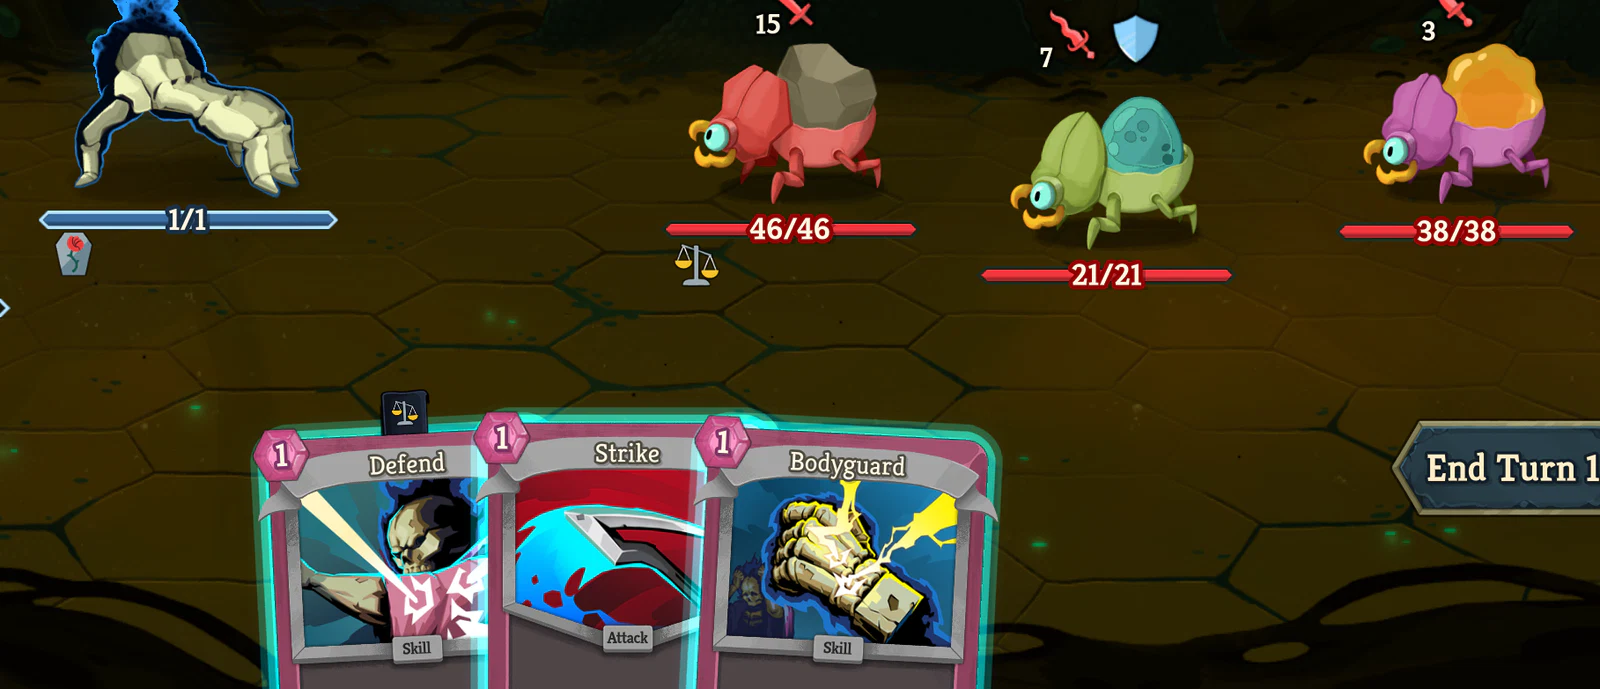 15
7
3
1/1
46/46
21/21
38/38
1
Defend
Skill
1
Strike
Attack
1
Bodyguard
Skill
End Turn 1